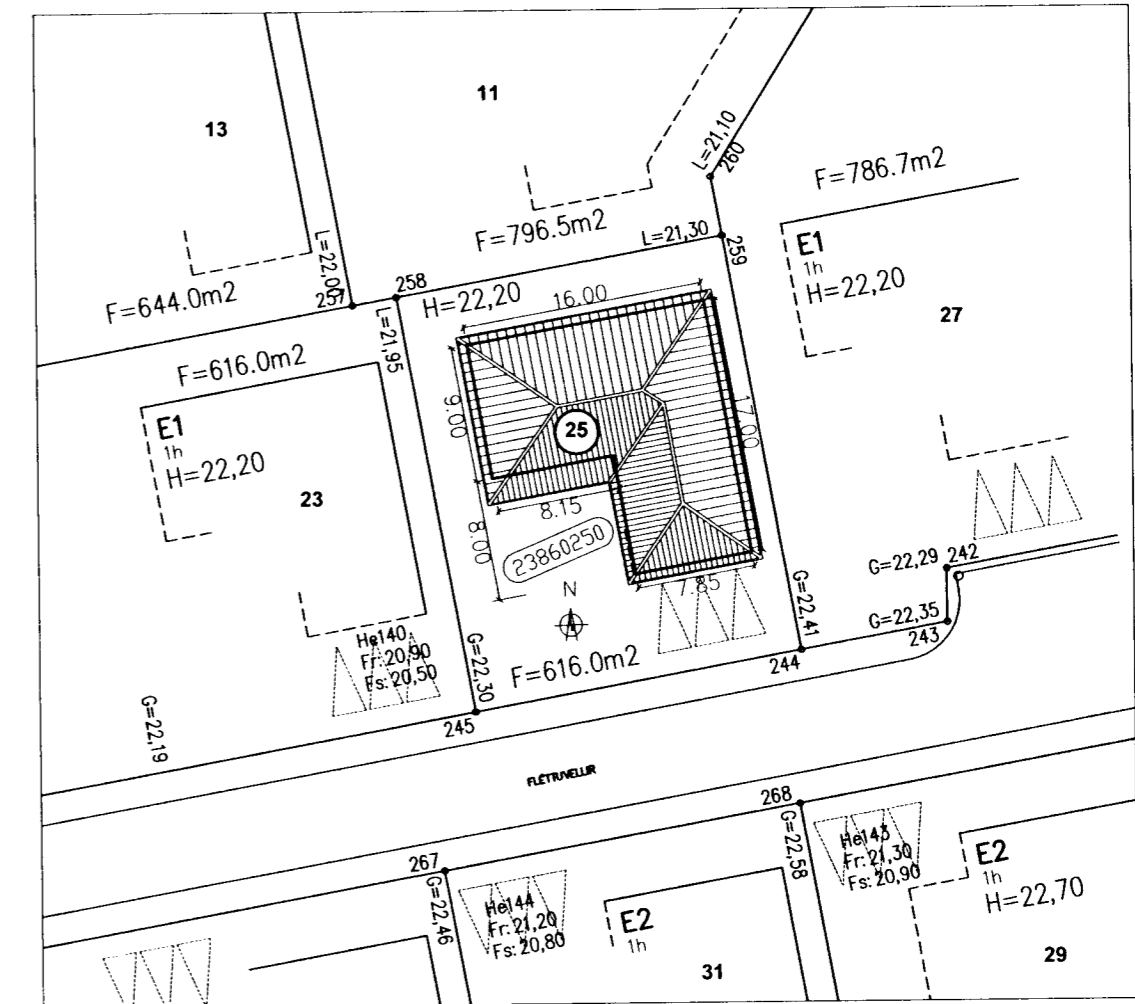 13
11
L=21,10
260
F=786.7m2
F=796.5m2
L=21,30
259
E1
1h
H=22,20
27
L=22,00
F=644.0m2
257
258
H=22,20
16.00
L=21,95
F=616.0m2
E1
1h
H=22,20
23
9.00
25
17.00
8.15
8.00
23860250
7.85
N
F=616.0m2
G=22,41
G=22,29
242
G=22,35
243
244
He140
Fr: 20,90
Fs: 20,50
G=22,30
245
G=22,19
FLÉTRUVELLIR
268
G=22,58
He143
Fr: 21,30
Fs: 20,90
E2
1h
H=22,70
29
267
G=22,46
He144
Fr: 21,20
Fs: 20,80
E2
1h
31